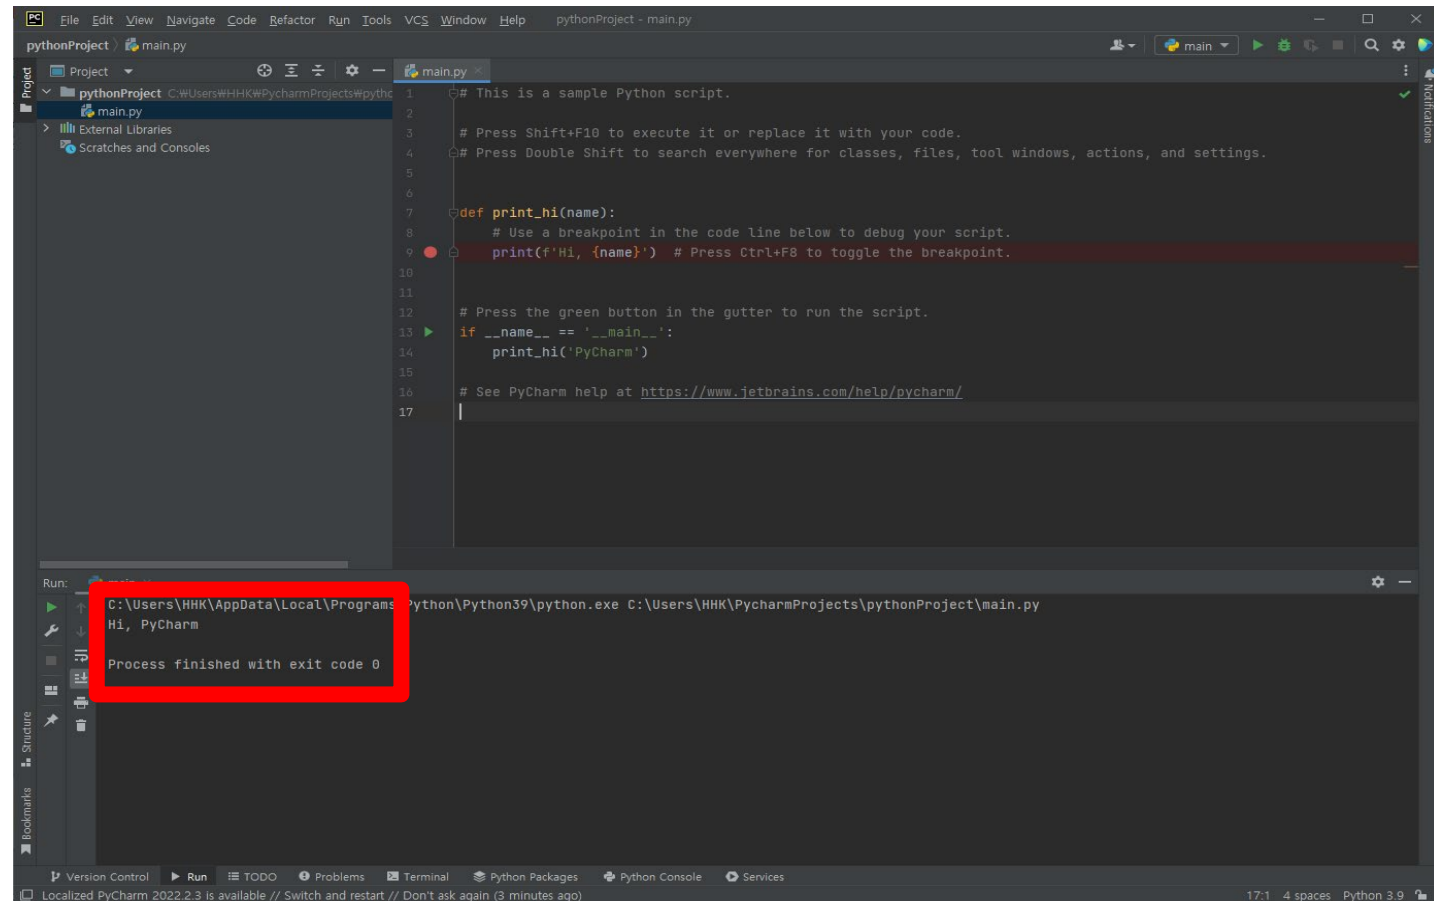 PC File Edit View Navigate Code Refactor Run Tools VCS Window Help pythonProject - main.py
pythonProject main.py
main
Project
Project
main.py
Notifications
pythonProject C:₩Users₩HHK₩PycharmProjects₩pythc
main.py
External Libraries
Scratches and Consoles
1 # This is a sample Python script.
2
3 # Press Shift+F10 to execute it or replace it with your code.
4 # Press Double Shift to search everywhere for classes, files, tool windows, actions, and settings.
5
6
7 def print_hi(name):
8 # Use a breakpoint in the code line below to debug your script.
9 print(f'Hi, {name}') # Press Ctrl+F8 to toggle the breakpoint.
10
11
12 # Press the green button in the gutter to run the script.
13 if __name__ == '__main__':
14 print_hi('PyCharm')
15
16 # See PyCharm help at https://www.jetbrains.com/help/pycharm/
17
Run:
C:\Users\HHK\AppData\Local\Programs Python\Python39\python.exe C:\Users\HHK\PycharmProjects\pythonProject\main.py
Hi, PyCharm
Process finished with exit code 0
Structure
Bookmarks
Version Control Run TODO Problems Terminal Python Packages Python Console Services
Localized PyCharm 2022.2.3 is available // Switch and restart // Don't ask again (3 minutes ago)
17:1 4 spaces Python 3.9